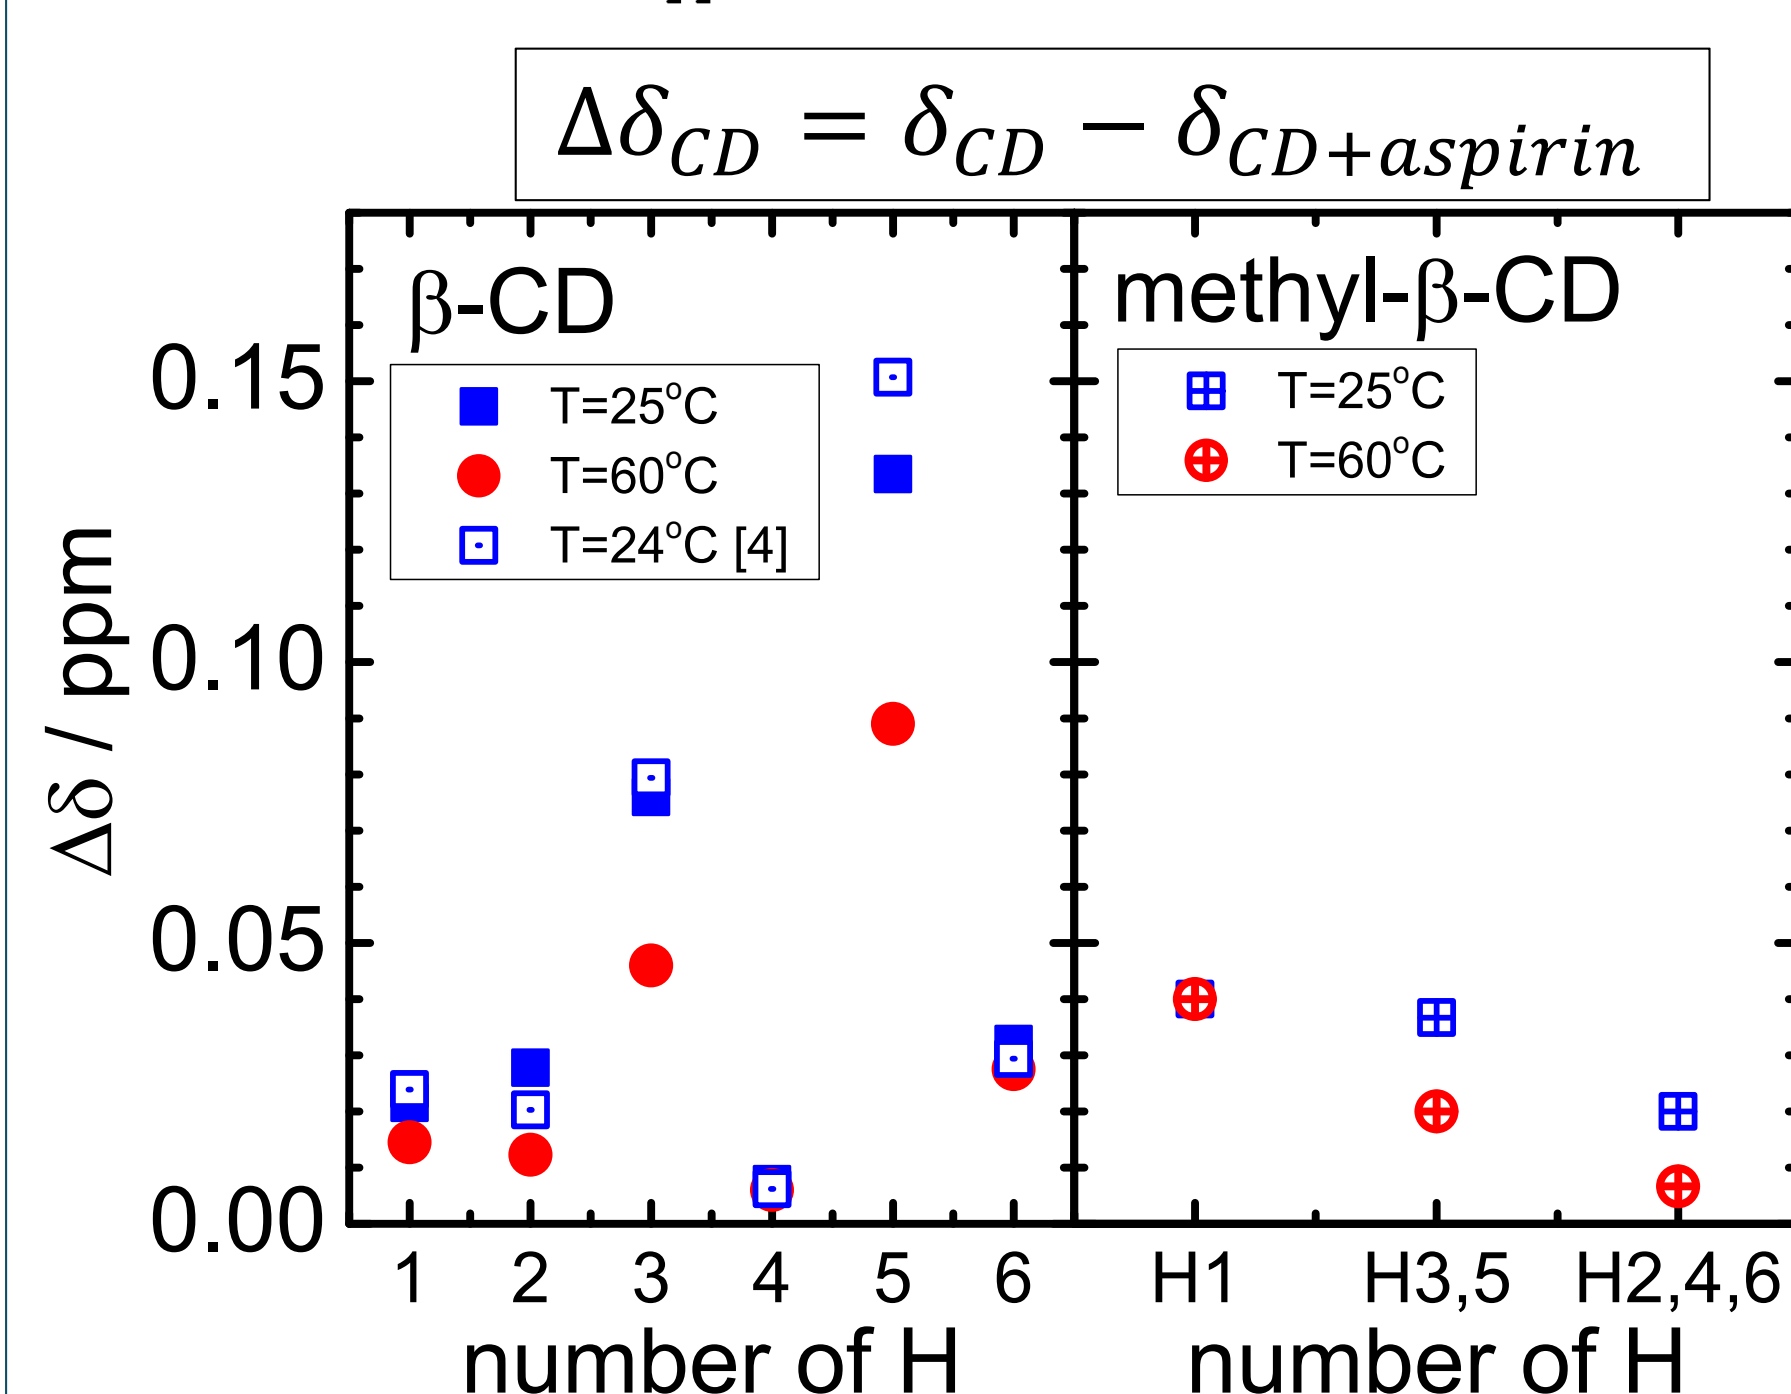 Δδ_CD = δ_CD − δ_CD+aspirin
β-CD
T=25°C
T=60°C
T=24°C [4]
methyl-β-CD
T=25°C
T=60°C
Δδ / ppm
0.15
0.10
0.05
0.00
1 2 3 4 5 6
H1 H3,5 H2,4,6
number of H
number of H